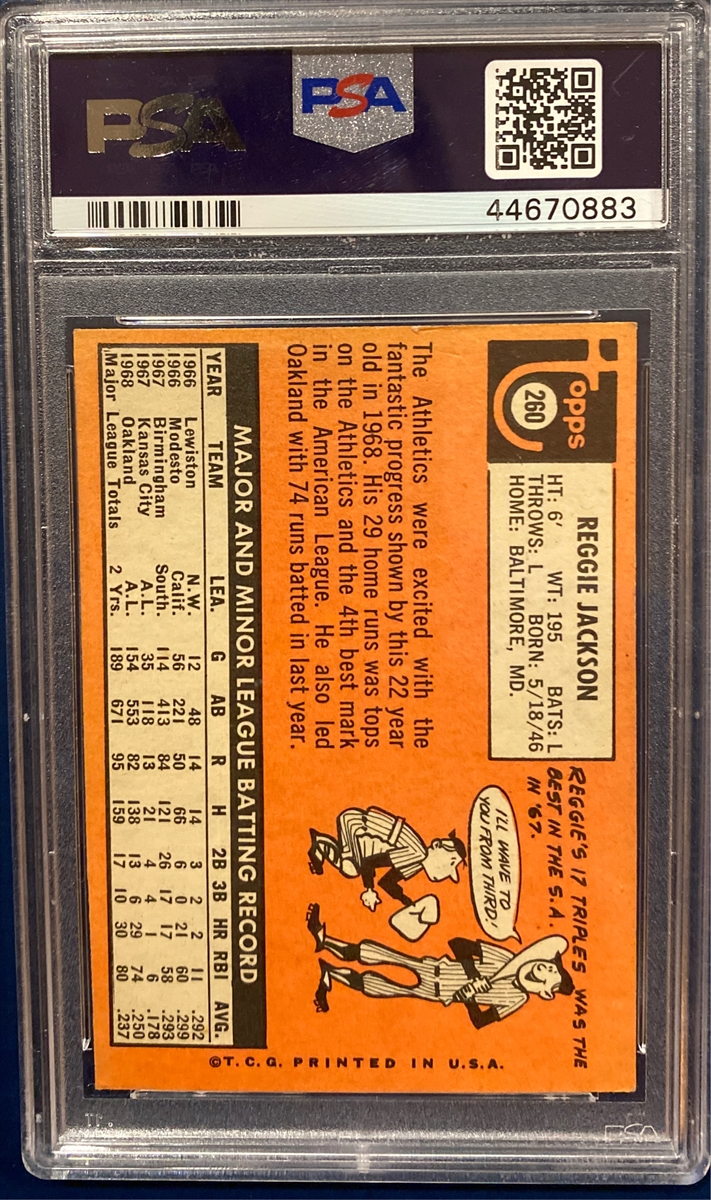 PSA
PSA
44670883
Topps
260
REGGIE JACKSON
HT: 6' WT: 195 BATS: L
THROWS: L BORN: 5/18/46
HOME: BALTIMORE, MD.
REGGIE'S 17 TRIPLES WAS THE
BEST IN THE S.A.
IN '67.
I'LL WAVE TO
YOU FROM THIRD!
The Athletics were excited with the
fantastic progress shown by this 22 year
old in 1968. His 29 home runs was tops
on the Athletics and the 4th best mark
in the American League. He also led
Oakland with 74 runs batted in last year.
MAJOR AND MINOR LEAGUE BATTING RECORD
YEAR TEAM LEA. G AB R H 2B 3B HR RBI AVG.
1966 Lewiston N.W. 12 48 14 14 3 2 2 11 .292
1966 Modesto Calif. 56 221 50 66 6 0 21 60 .299
1967 Birmingham South. 114 413 84 121 26 17 17 58 .293
1967 Kansas City A.L. 35 118 13 21 4 4 1 6 .178
1968 Oakland A.L. 154 553 82 138 13 6 29 74 .250
Major League Totals 2 Yrs. 189 671 95 159 17 10 30 80 .237
©T.C.G. PRINTED IN U.S.A.
PSA